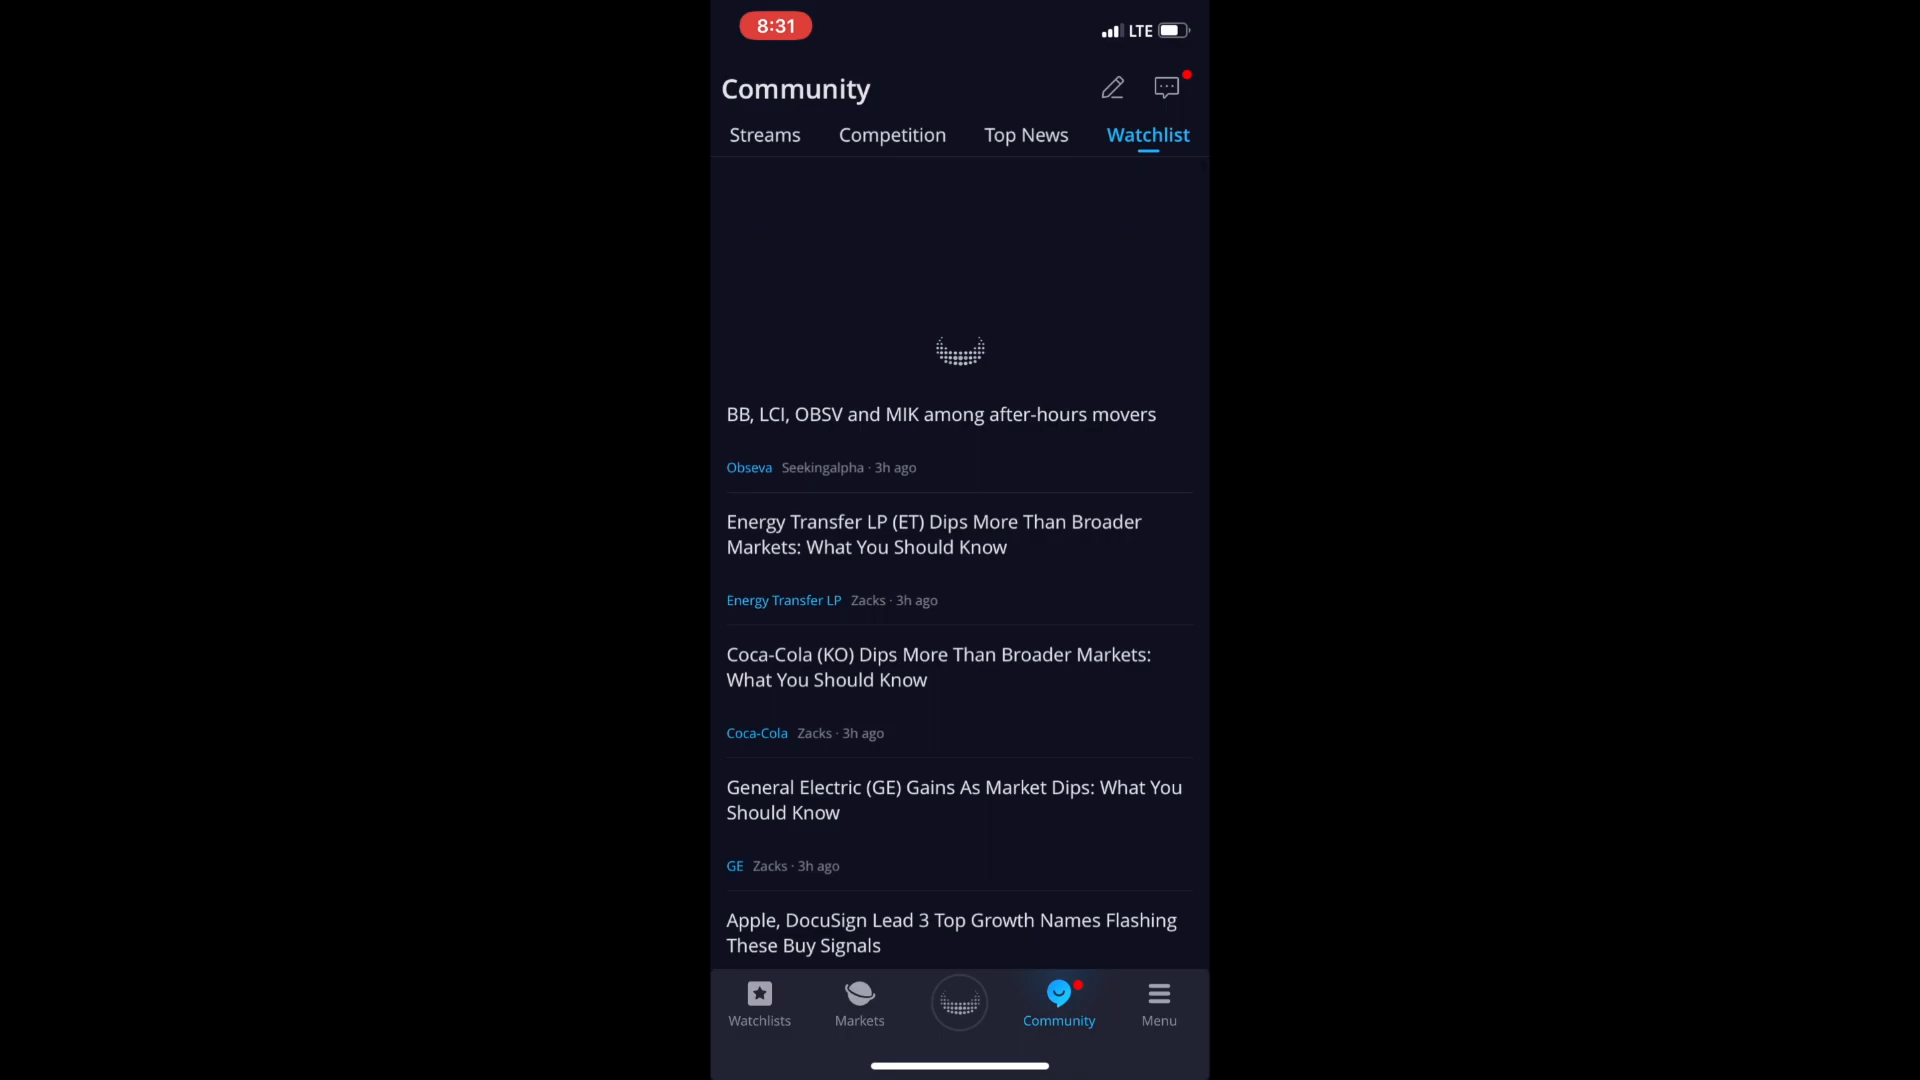 8:31
LTE
Community
Streams Competition Top News Watchlist
BB, LCI, OBSV and MIK among after-hours movers
Obseva Seekingalpha · 3h ago
Energy Transfer LP (ET) Dips More Than Broader
Markets: What You Should Know
Energy Transfer LP Zacks · 3h ago
Coca-Cola (KO) Dips More Than Broader Markets:
What You Should Know
Coca-Cola Zacks · 3h ago
General Electric (GE) Gains As Market Dips: What You
Should Know
GE Zacks · 3h ago
Apple, DocuSign Lead 3 Top Growth Names Flashing
These Buy Signals
Watchlists Markets Community Menu